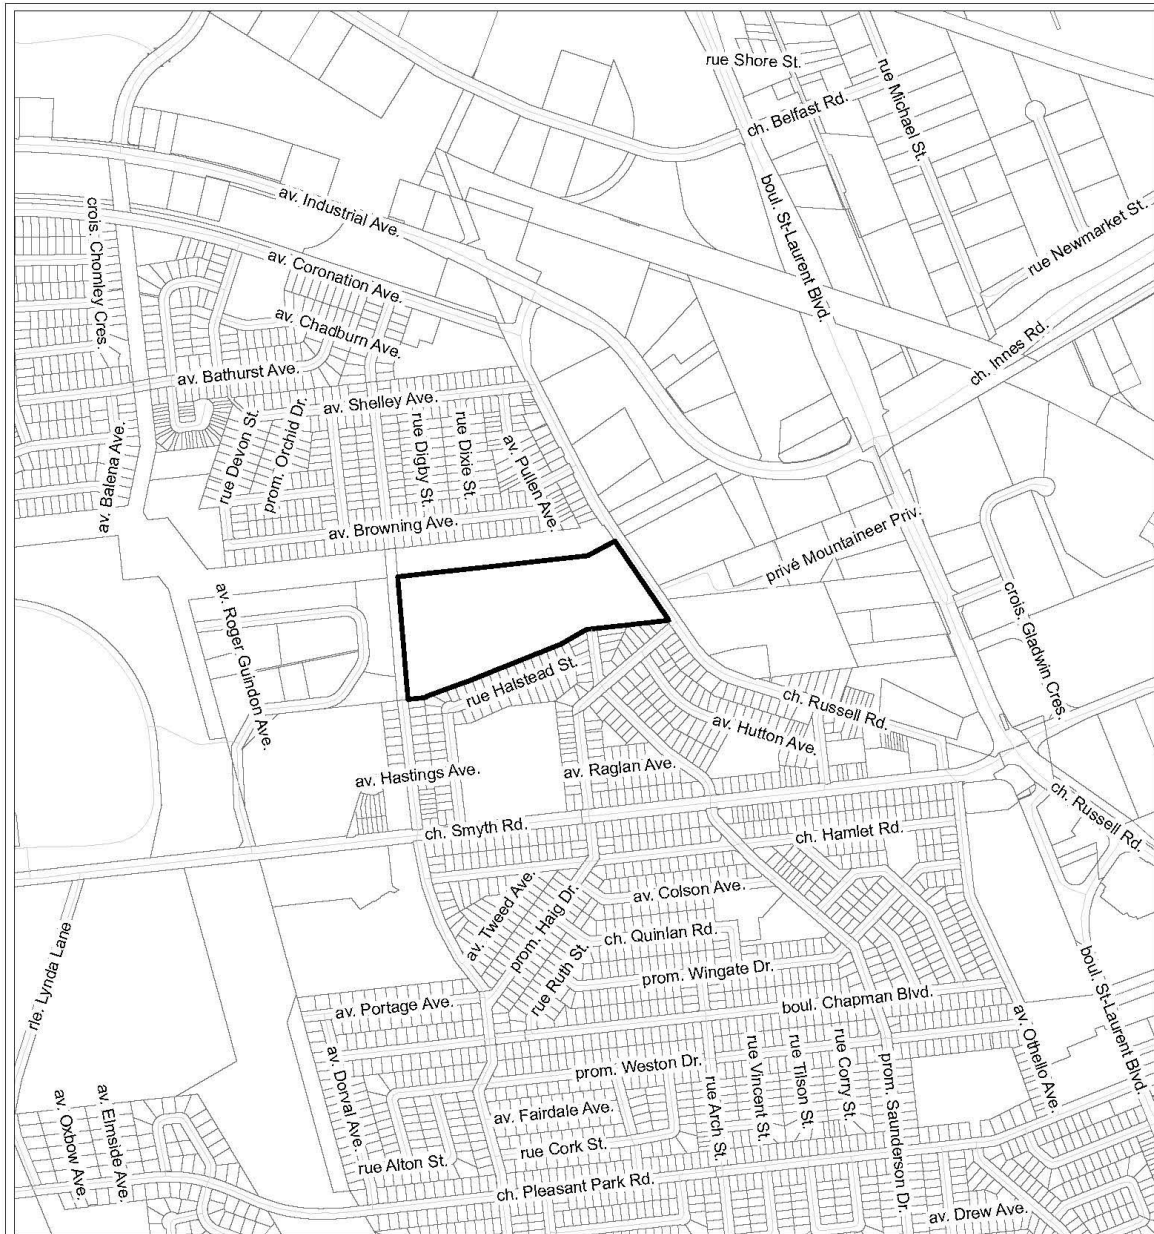 rue Shore St.
rue Michael St.
ch. Belfast Rd.
boul. St-Laurent Blvd.
av. Industrial Ave.
crois. Chomley Cres.
rue Newmarket St.
av. Coronation Ave.
av. Chadburn Ave.
ch. Innes Rd.
av. Bathurst Ave.
av. Shelley Ave.
av. Balena Ave.
rue Devon St.
prom. Orchid Dr.
rue Digby St.
rue Dixie St.
av. Pullen Ave.
av. Browning Ave.
privé Mountaineer Priv.
av. Roger Guindon Ave.
crois. Gladwin Cres.
rue Halstead St.
ch. Russell Rd.
av. Hutton Ave.
av. Hastings Ave.
av. Raglan Ave.
ch. Russell Rd.
ch. Smyth Rd.
ch. Hamlet Rd.
av. Tweed Ave.
prom. Haig Dr.
av. Colson Ave.
rle. Lynda Lane
ch. Quinlan Rd.
rue Ruth St.
prom. Wingate Dr.
boul. St-Laurent Blvd.
av. Portage Ave.
boul. Chapman Blvd.
av. Othello Ave.
av. Dorval Ave.
prom. Weston Dr.
rue Arch St.
rue Vincent St.
rue Tilson St.
rue Corry St.
prom. Saunderson Dr.
av. Oxbow Ave.
av. Elmside Ave.
av. Fairdale Ave.
rue Cork St.
rue Alton St.
ch. Pleasant Park Rd.
av. Drew Ave.